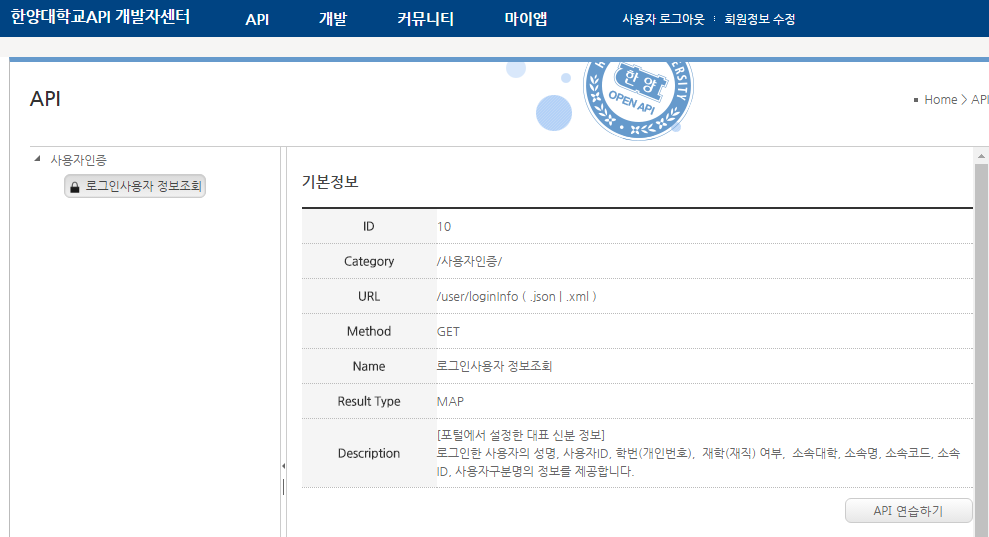 한양대학교API 개발자센터 API 개발 커뮤니티 마이앱 사용자 로그아웃 회원정보 수정
API
한양
OPEN API
Home > API
사용자인증
로그인사용자 정보조회
기본정보
ID 10
Category /사용자인증/
URL /user/loginInfo ( .json | .xml )
Method GET
Name 로그인사용자 정보조회
Result Type MAP
Description [포털에서 설정한 대표 신분 정보]
로그인한 사용자의 성명, 사용자ID, 학번(개인번호), 재학(재직) 여부, 소속대학, 소속명, 소속코드, 소속
ID, 사용자구분명의 정보를 제공합니다.
API 연습하기